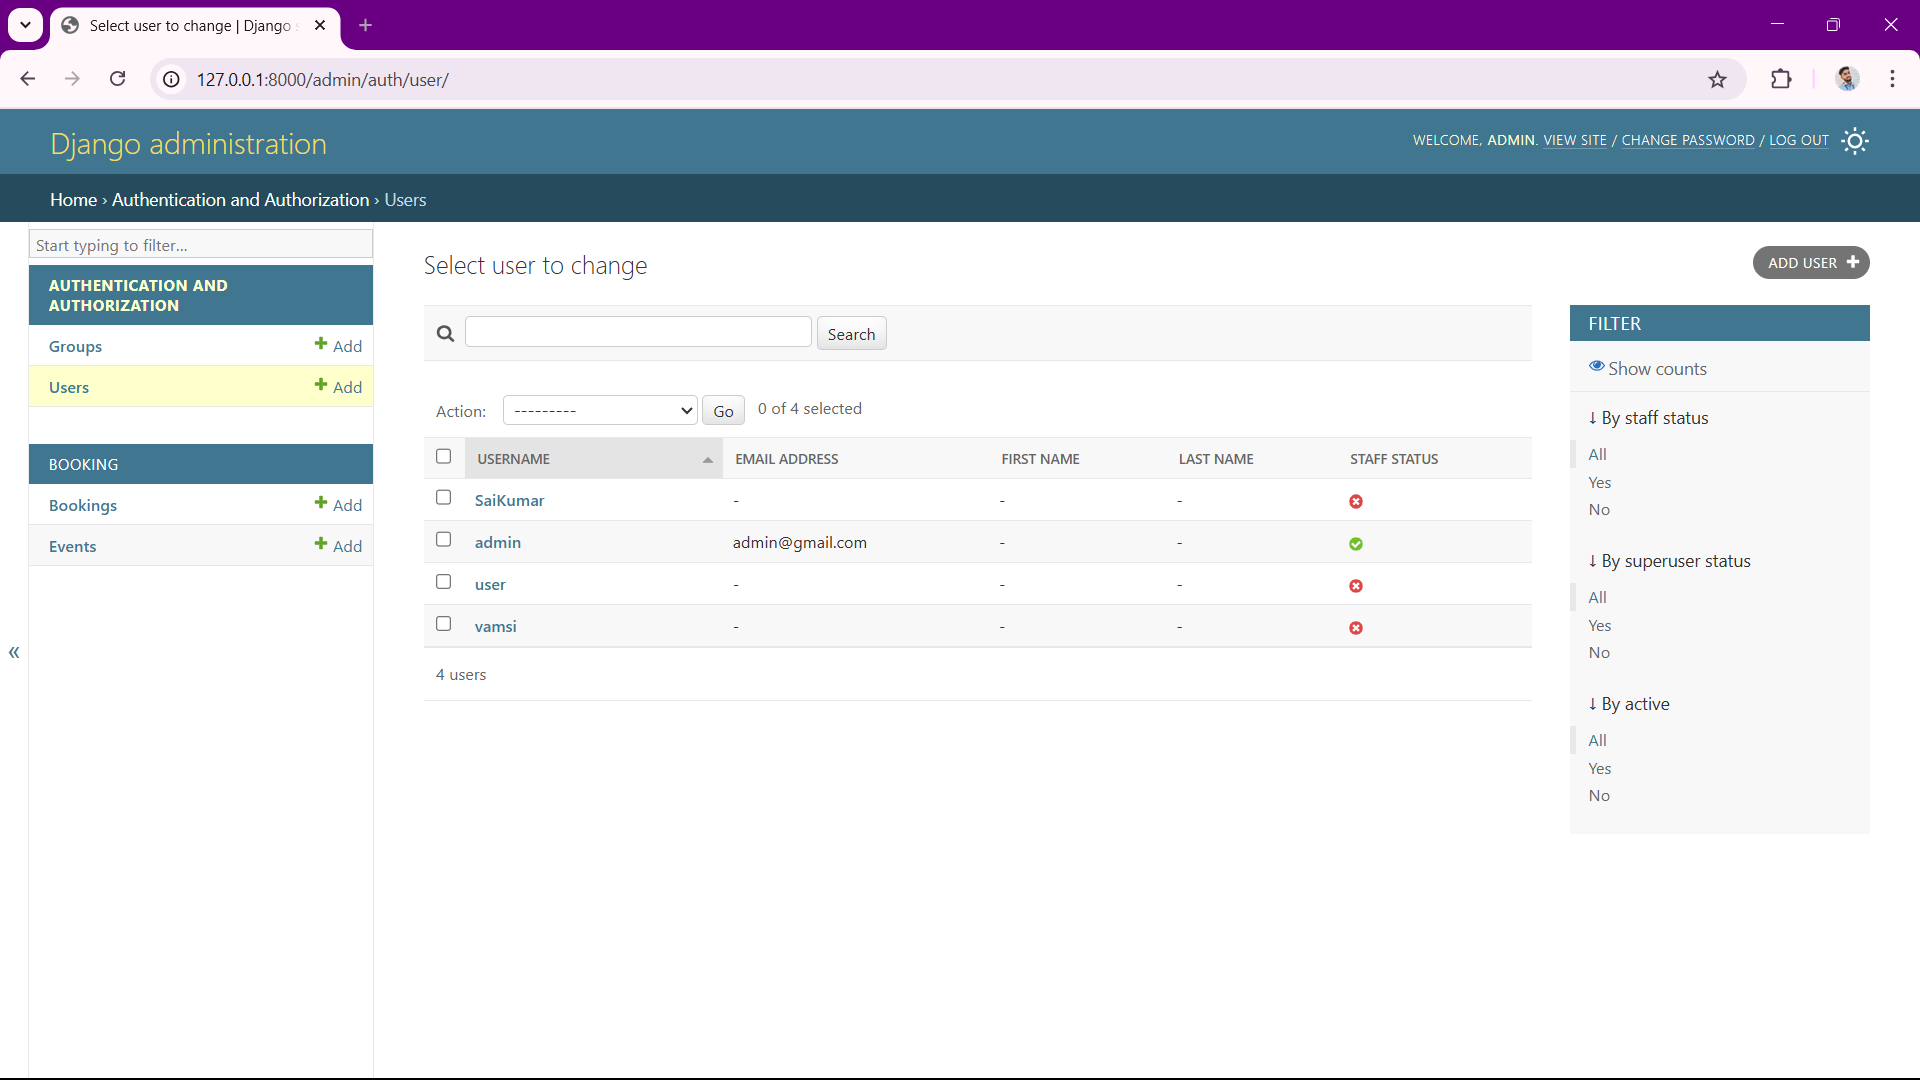 Select user to change | Django
127.0.0.1:8000/admin/auth/user/
Django administration
WELCOME, ADMIN. VIEW SITE / CHANGE PASSWORD / LOG OUT
Home › Authentication and Authorization › Users
Start typing to filter...
AUTHENTICATION AND
AUTHORIZATION
Groups + Add
Users + Add
BOOKING
Bookings + Add
Events + Add
«
Select user to change
ADD USER +
Search
Action: --------- Go 0 of 4 selected
USERNAME EMAIL ADDRESS FIRST NAME LAST NAME STAFF STATUS
SaiKumar - - -
admin admin@gmail.com - -
user - - -
vamsi - - -
4 users
FILTER
Show counts
↓ By staff status
All
Yes
No
↓ By superuser status
All
Yes
No
↓ By active
All
Yes
No